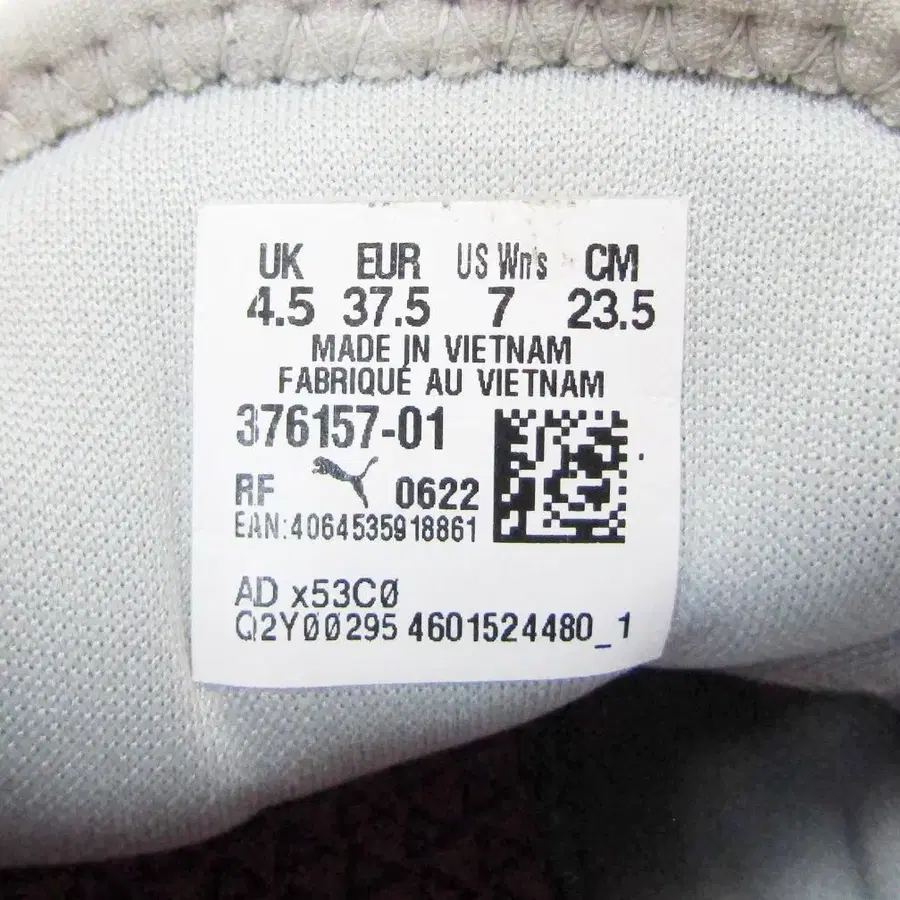 UK EUR US Wn's CM
4.5 37.5 7 23.5
MADE IN VIETNAM
FABRIQUÉ AU VIETNAM
376157-01
RF 0622
EAN:4064535918861
AD x53C0
Q2Y00295 4601524480_1